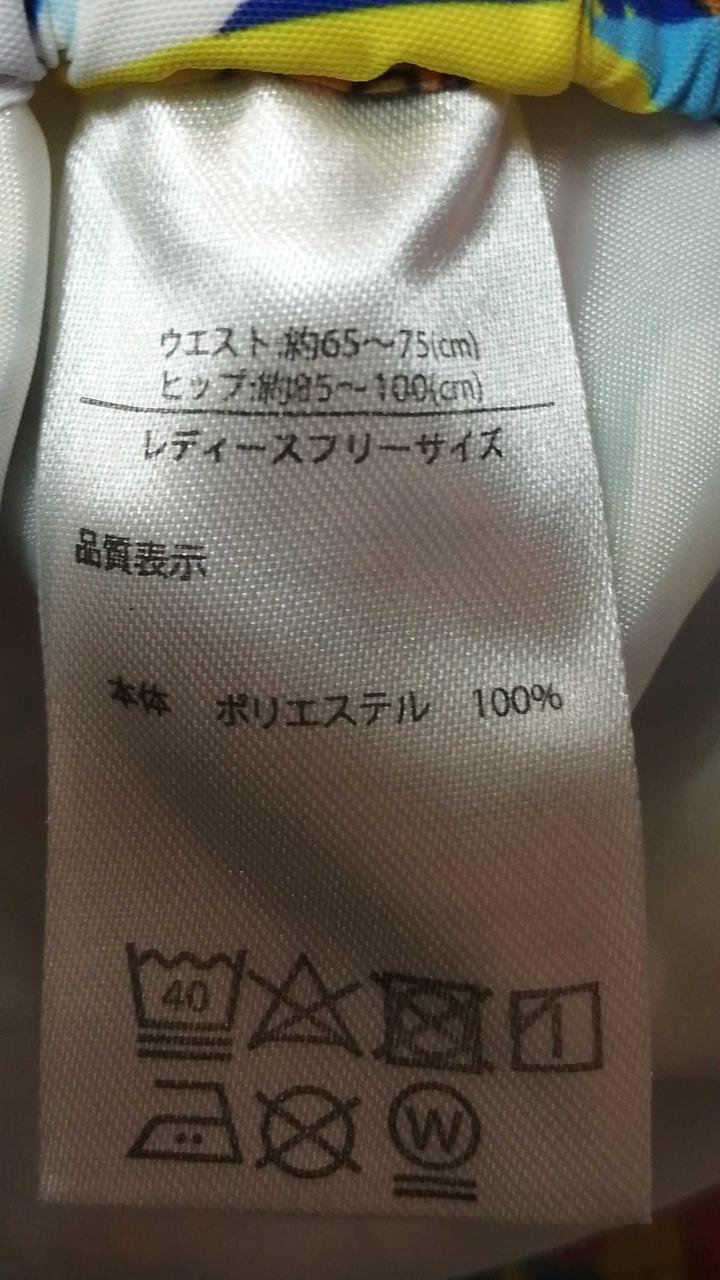 ウエスト:約65〜75(cm)
ヒップ:約85〜100(cm)
レディースフリーサイズ
品質表示
本体 ポリエステル 100%
40
W